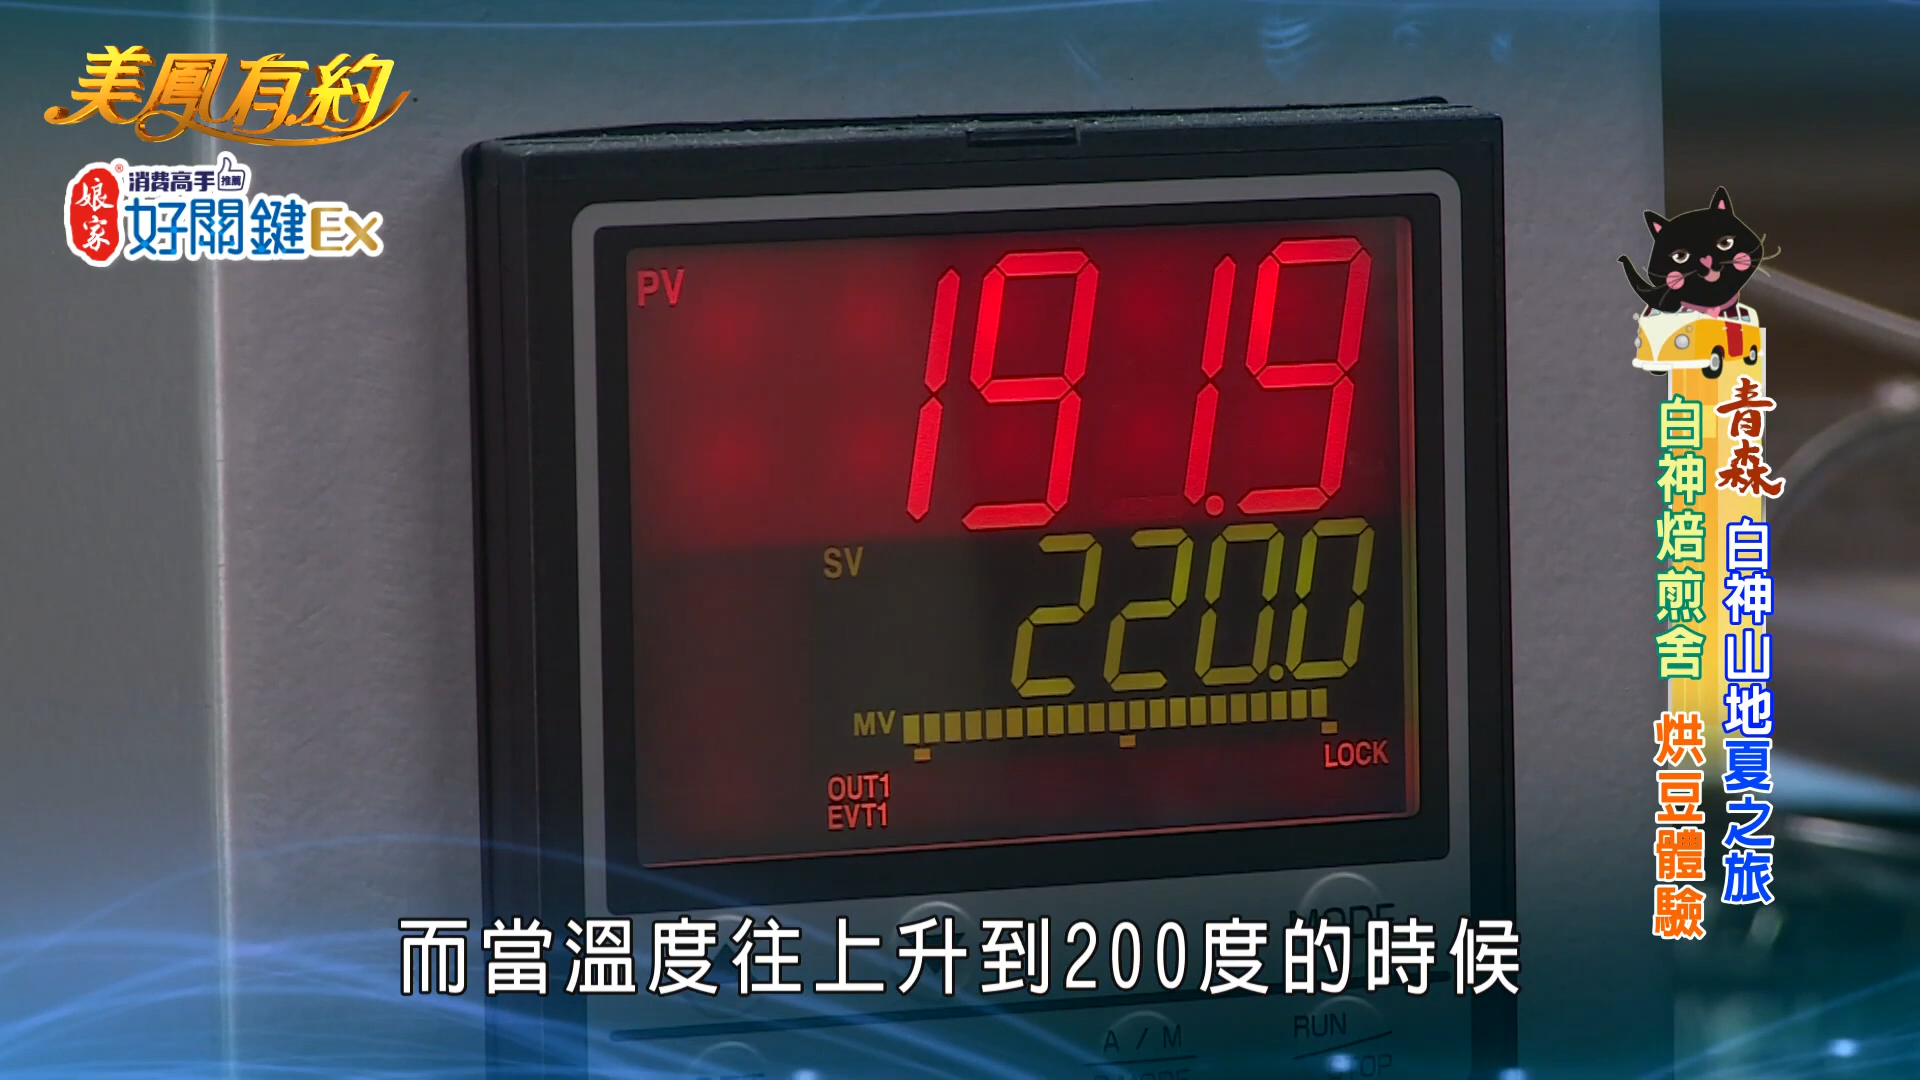 美鳳有約
娘家
消費高手
推薦
好關鍵Ex
PV
191.9
SV
220.0
MV
LOCK
OUT1
EVT1
MODE
而當溫度往上升到200度的時候
A / M
RUN
青森 白神山地夏之旅
白神焙煎舍 烘豆體驗